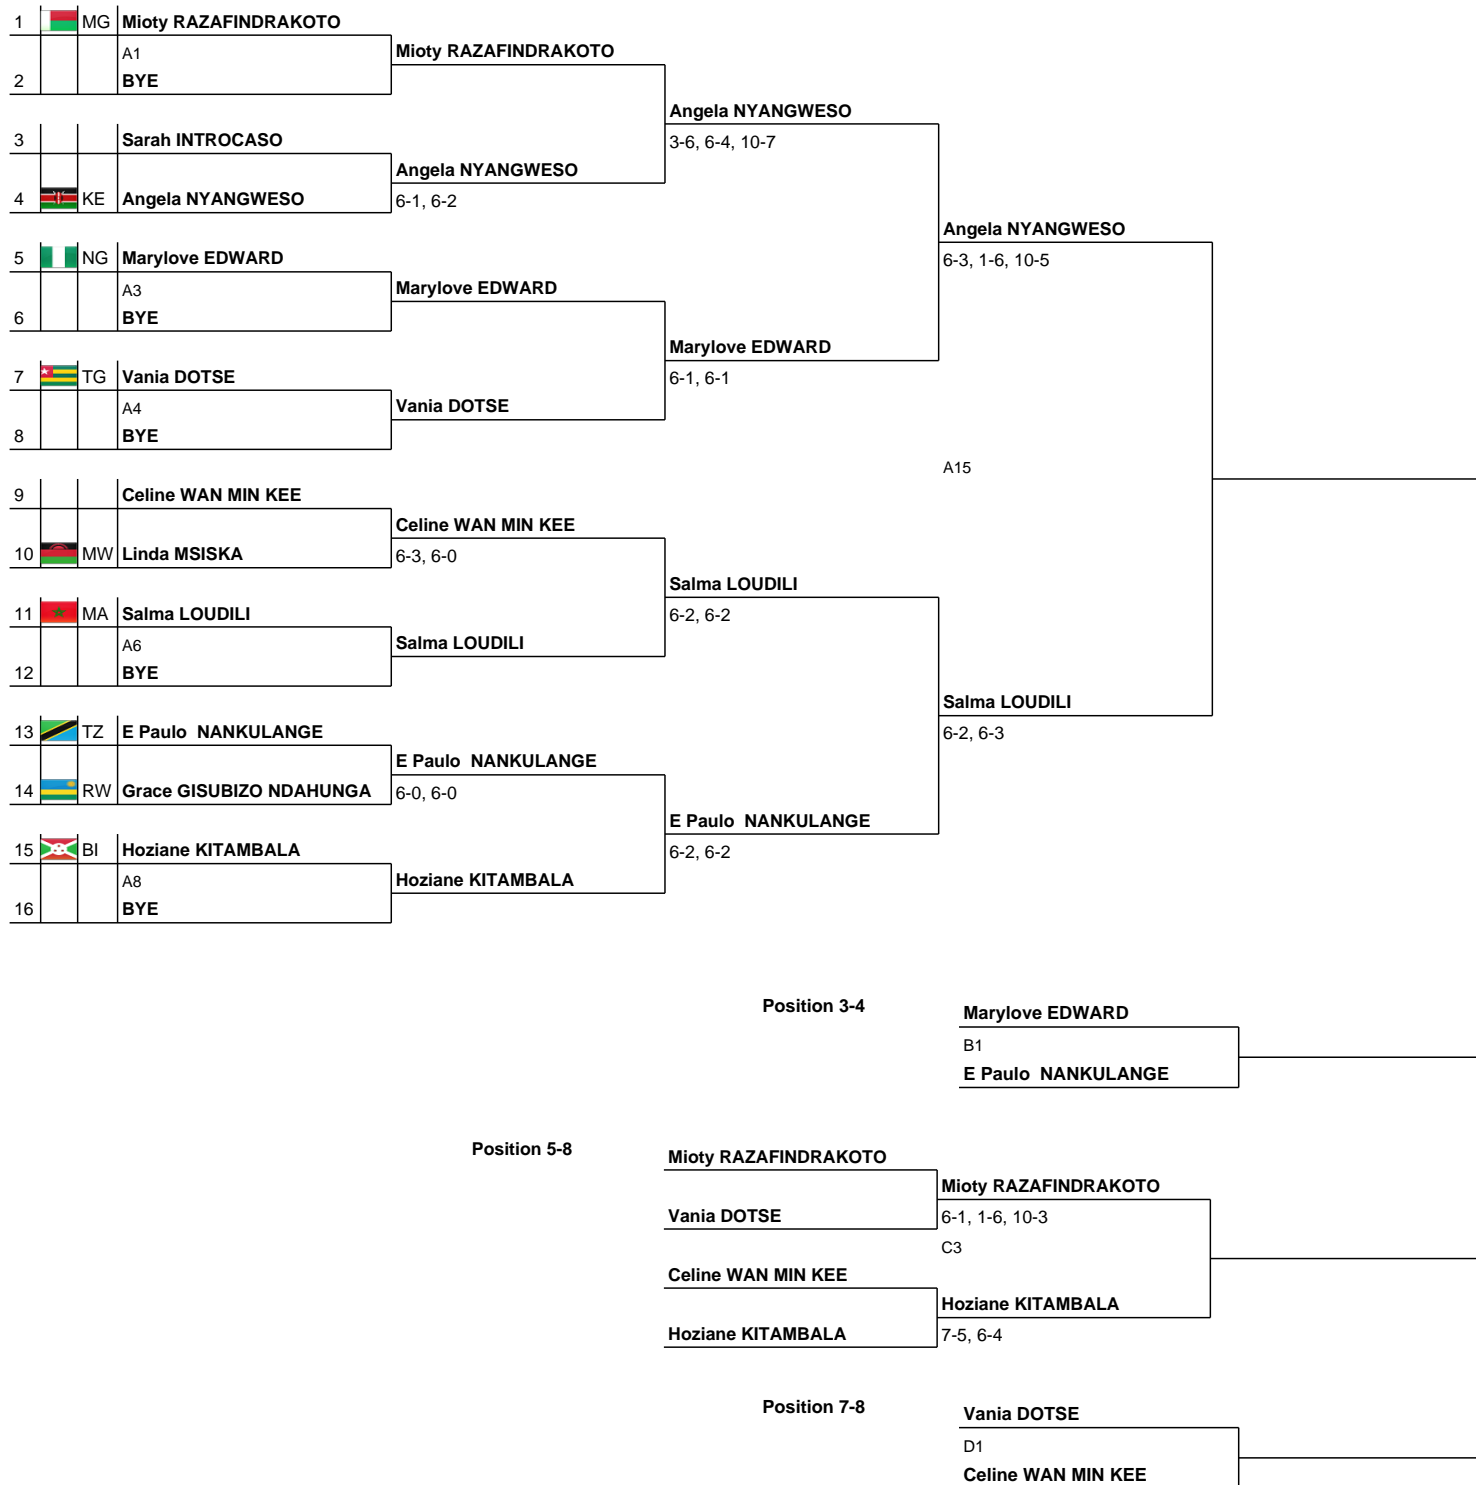 1 MG Mioty RAZAFINDRAKOTO
A1
Mioty RAZAFINDRAKOTO
2 BYE
Angela NYANGWESO
3 Sarah INTROCASO
3-6, 6-4, 10-7
Angela NYANGWESO
4 KE Angela NYANGWESO
6-1, 6-2
Angela NYANGWESO
5 NG Marylove EDWARD
6-3, 1-6, 10-5
A3
Marylove EDWARD
6 BYE
Marylove EDWARD
7 TG Vania DOTSE
6-1, 6-1
A4
Vania DOTSE
8 BYE
A15
9 Celine WAN MIN KEE
Celine WAN MIN KEE
10 MW Linda MSISKA
6-3, 6-0
Salma LOUDILI
11 MA Salma LOUDILI
6-2, 6-2
A6
Salma LOUDILI
12 BYE
Salma LOUDILI
13 TZ E Paulo  NANKULANGE
6-2, 6-3
E Paulo  NANKULANGE
14 RW Grace GISUBIZO NDAHUNGA
6-0, 6-0
E Paulo  NANKULANGE
15 BI Hoziane KITAMBALA
6-2, 6-2
A8
Hoziane KITAMBALA
16 BYE
Position 3-4
Marylove EDWARD
B1
E Paulo  NANKULANGE
Position 5-8
Mioty RAZAFINDRAKOTO
Mioty RAZAFINDRAKOTO
Vania DOTSE
6-1, 1-6, 10-3
C3
Celine WAN MIN KEE
Hoziane KITAMBALA
Hoziane KITAMBALA
7-5, 6-4
Position 7-8
Vania DOTSE
D1
Celine WAN MIN KEE